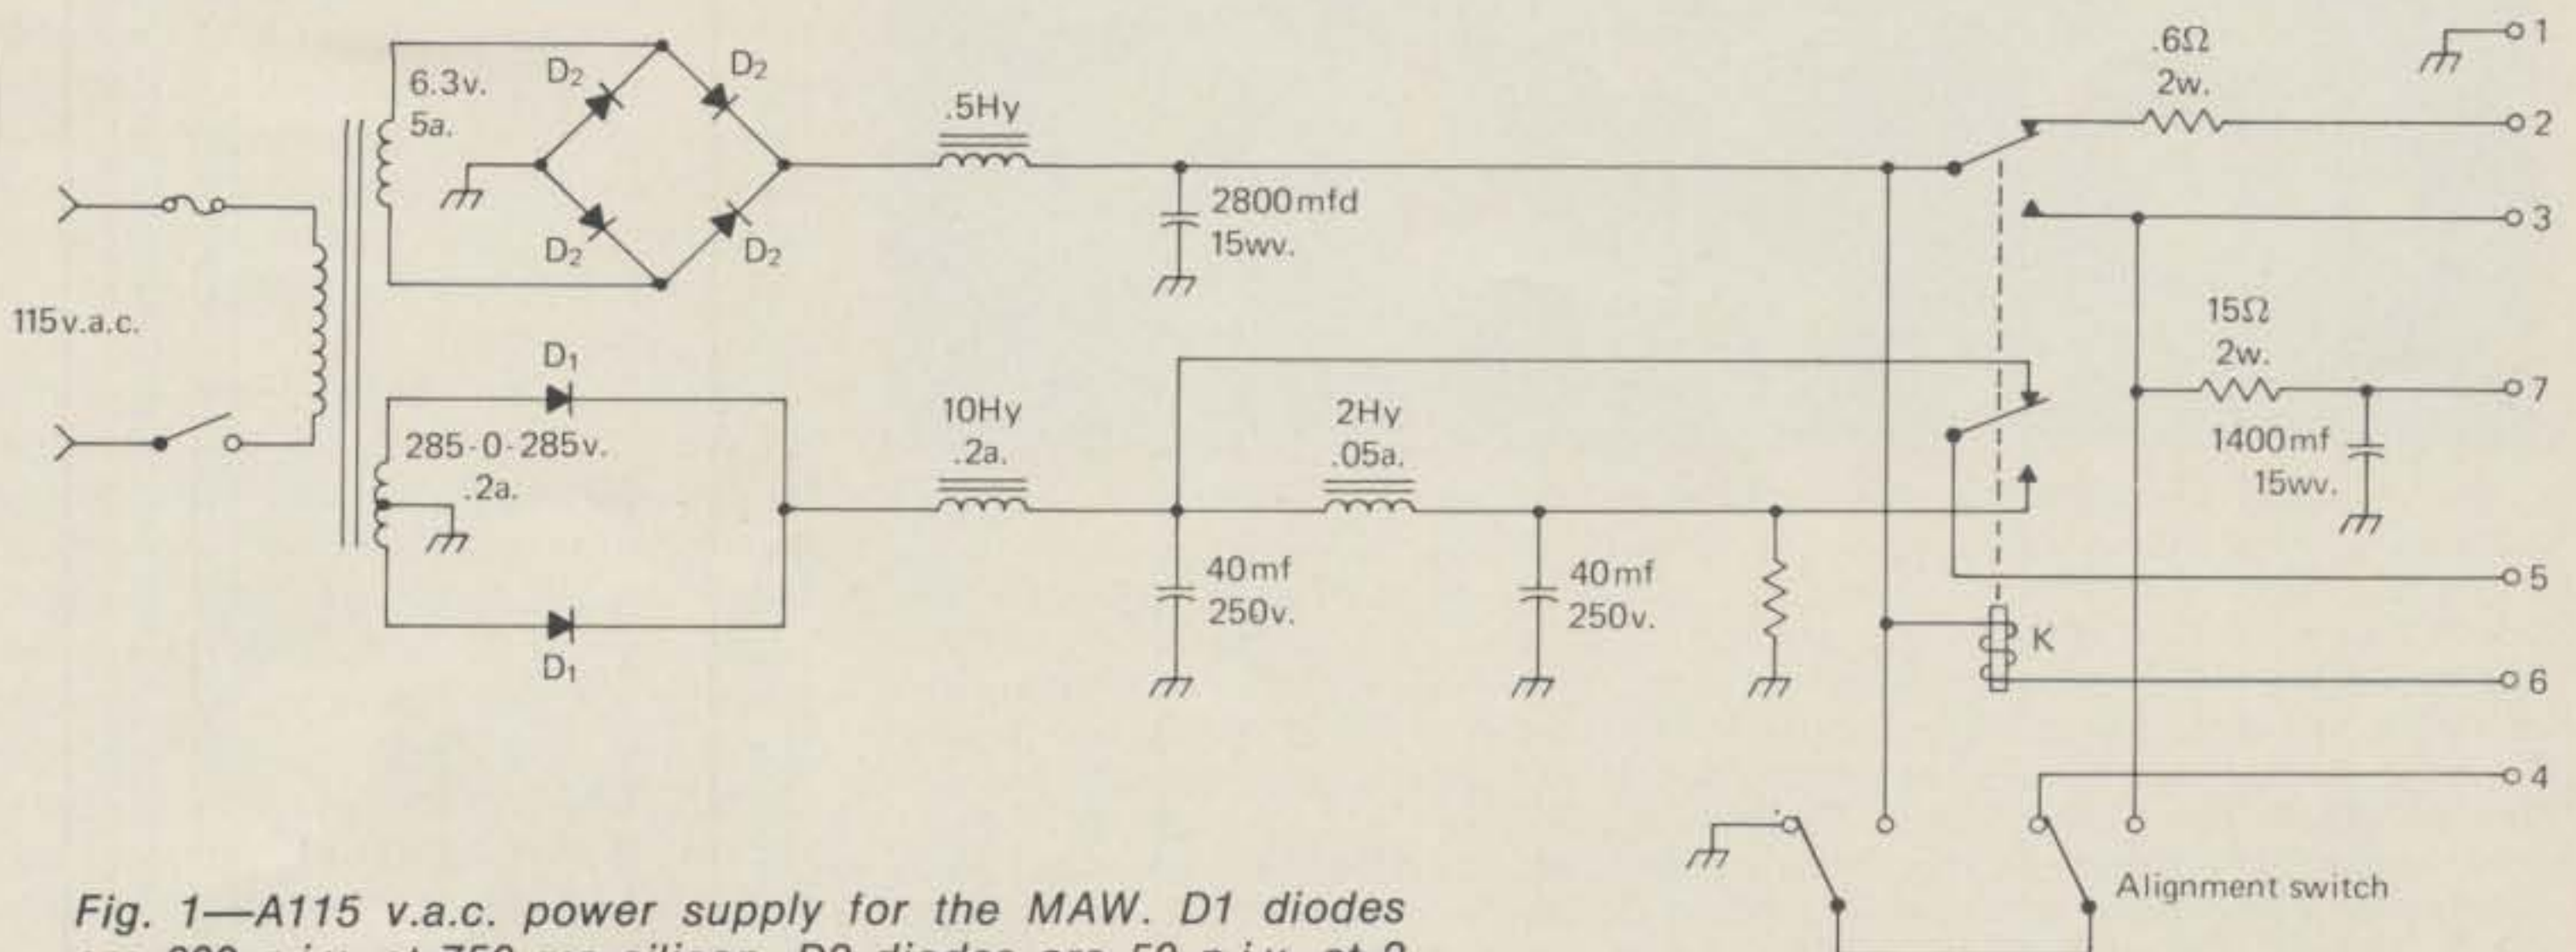 6.3v.
5a.
D2
D2
D2
D2
.5Hy
2800mfd
15wv.
.6Ω
2w.
1
2
3
115v.a.c.
D1
285-0-285v.
.2a.
D1
10Hy
.2a.
2Hy
.05a.
40mf
250v.
40mf
250v.
15Ω
2w.
7
1400mf
15wv.
5
K
6
4
Alignment switch
Fig. 1—A115 v.a.c. power supply for the MAW. D1 diodes